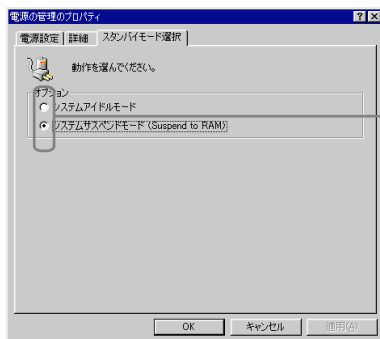 電源の管理のプロパティ
電源設定 詳細 スタンバイモード選択
動作を選んでください。
オプション
システムアイドルモード
システムサスペンドモード (Suspend to RAM)
OK キャンセル 適用(A)